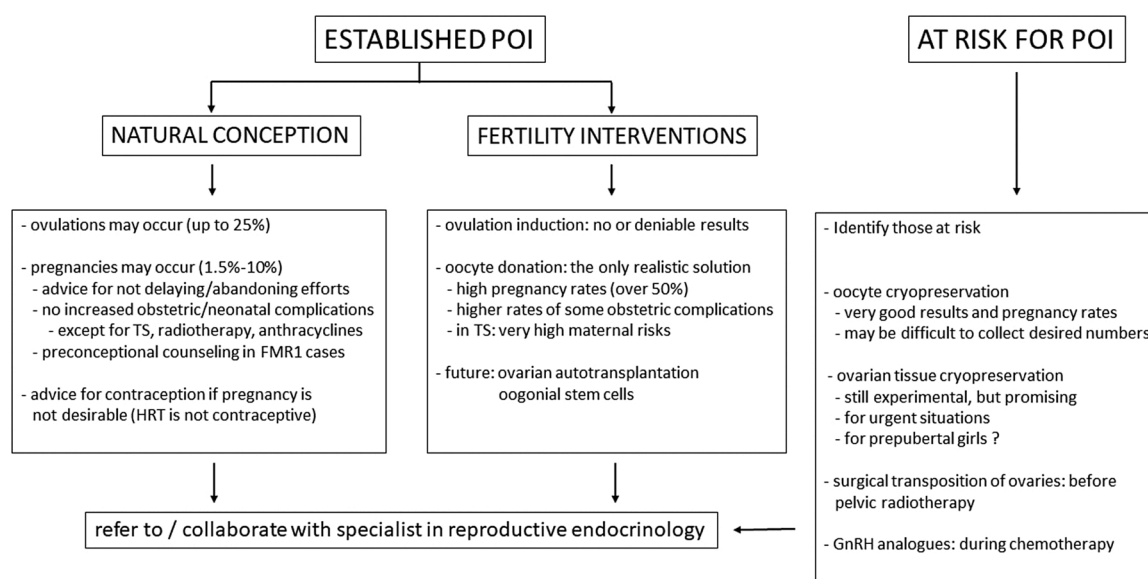 ESTABLISHED POI
AT RISK FOR POI
NATURAL CONCEPTION
FERTILITY INTERVENTIONS
- ovulations may occur (up to 25%)
- pregnancies may occur (1.5%-10%)
- advice for not delaying/abandoning efforts
- no increased obstetric/neonatal complications
- except for TS, radiotherapy, anthracyclines
- preconceptional counseling in FMR1 cases
- advice for contraception if pregnancy is
not desirable (HRT is not contraceptive)
- ovulation induction: no or deniable results
- oocyte donation: the only realistic solution
- high pregnancy rates (over 50%)
- higher rates of some obstetric complications
- in TS: very high maternal risks
- future: ovarian autotransplantation
oogonial stem cells
- Identify those at risk
- oocyte cryopreservation
- very good results and pregnancy rates
- may be difficult to collect desired numbers
- ovarian tissue cryopreservation
- still experimental, but promising
- for urgent situations
- for prepubertal girls ?
- surgical transposition of ovaries: before
pelvic radiotherapy
- GnRH analogues: during chemotherapy
refer to / collaborate with specialist in reproductive endocrinology